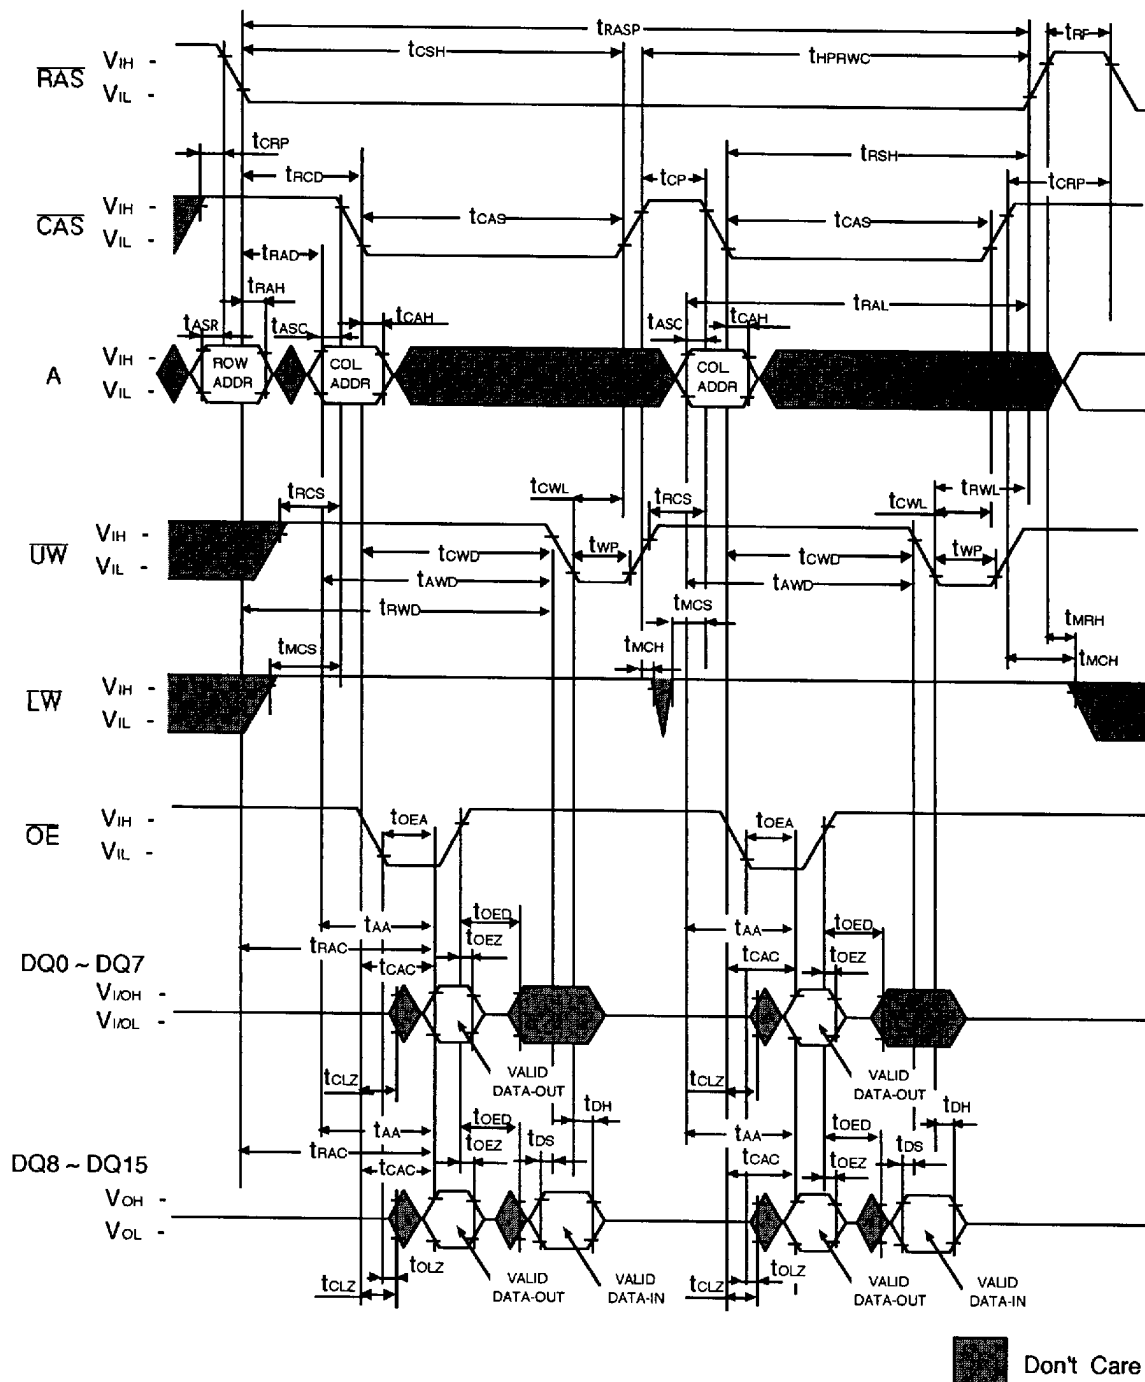 tRASP
tCSH
tHPRWC
tRP
RAS
VIH -
VIL -
tCRP
tRCD
tRSH
tCP
tCRP
CAS
VIH -
VIL -
tCAS
tCAS
tRAD
tRAH
tRAL
tASR
tASC
tCAH
tASC
tCAH
A
VIH -
VIL -
ROW ADDR
COL ADDR
COL ADDR
tRCS
tCWL
tRCS
tCWL
tRWL
UW
VIH -
VIL -
tCWD
tWP
tCWD
tWP
tAWD
tAWD
tRWD
tMCS
tMRH
tMCS
tMCH
tMCH
LW
VIH -
VIL -
OE
VIH -
VIL -
tOEA
tOEA
tAA
tOED
tAA
tOED
tRAC
tOEZ
tCAC
tCAC
tOEZ
DQ0 ~ DQ7
VI/OH -
VI/OL -
tCLZ
VALID DATA-OUT
tCLZ
VALID DATA-OUT
tDH
tDH
tAA
tOED
tAA
tOED
tRAC
tOEZ
tDS
tDS
tCAC
tCAC
tOEZ
DQ8 ~ DQ15
VOH -
VOL -
tOLZ
tOLZ
tCLZ
tCLZ
VALID DATA-OUT
VALID DATA-IN
VALID DATA-OUT
VALID DATA-IN
Don't Care